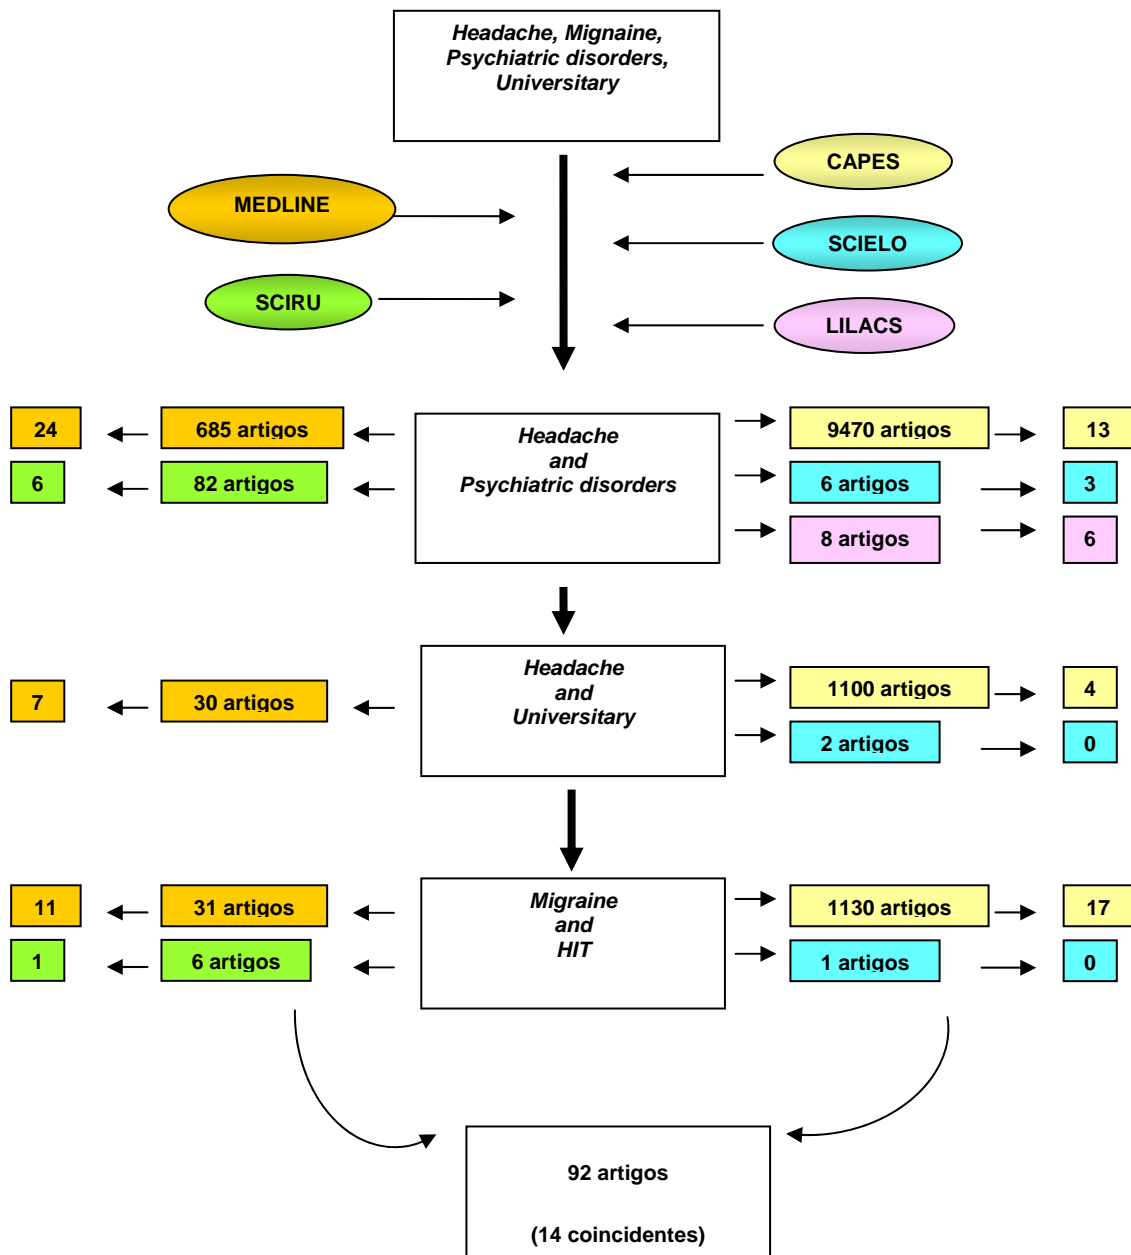 Headache, Mignaine,
Psychiatric disorders,
Universitary
CAPES
MEDLINE
SCIELO
SCIRU
LILACS
24
685 artigos
Headache
and
Psychiatric disorders
9470 artigos
13
6
82 artigos
6 artigos
3
8 artigos
6
7
30 artigos
Headache
and
Universitary
1100 artigos
4
2 artigos
0
11
31 artigos
Migraine
and
HIT
1130 artigos
17
1
6 artigos
1 artigos
0
92 artigos
(14 coincidentes)